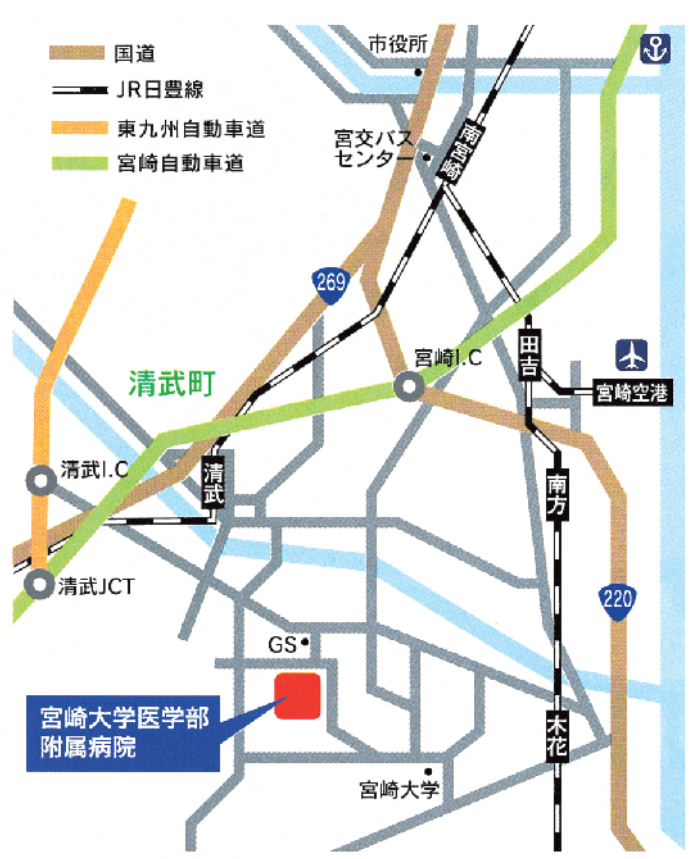 国道
JR日豊線
東九州自動車道
宮崎自動車道
市役所
宮交バス
センター
南宮崎
269
宮崎I.C
田吉
宮崎空港
清武町
清武I.C
清武
南方
清武JCT
220
GS
宮崎大学医学部
附属病院
木花
宮崎大学